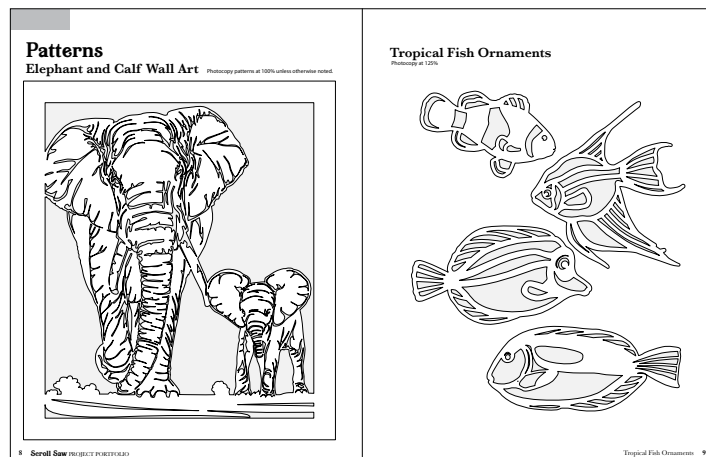 Patterns
Elephant and Calf Wall Art Photocopy patterns at 100% unless otherwise noted.
8 Scroll Saw PROJECT PORTFOLIO
Tropical Fish Ornaments
Photocopy at 125%
Tropical Fish Ornaments 9